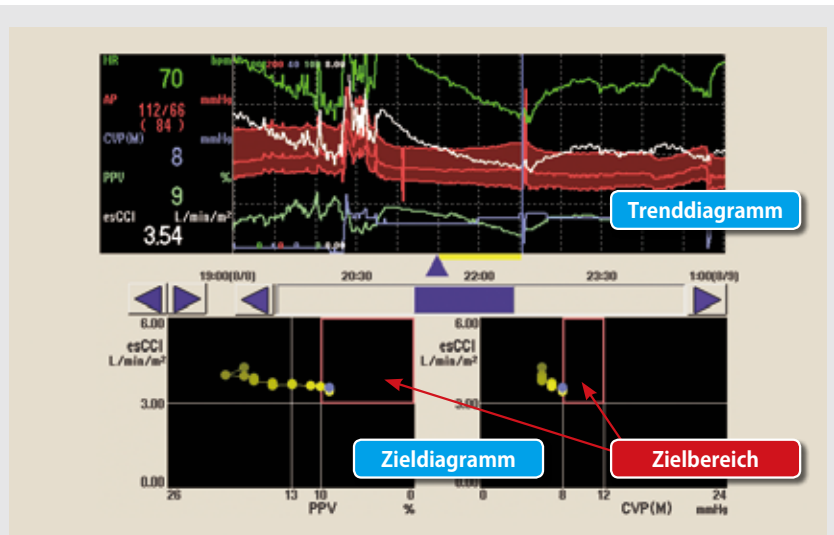 HR bpm
70
AP mmHg
112/66
( 84 )
CVP(M) mmHg
8
PPV %
9
esCCI L/min/m²
3.54
Trenddiagramm
19:00(8/8) 20:30 22:00 23:30 1:00(8/9)
6.00
esCCI
L/min/m²
3.00
0.00
26 13 10 0
PPV %
6.00
esCCI
L/min/m²
3.00
0.00
0 8 12 24
CVP(M) mmHg
Zieldiagramm
Zielbereich